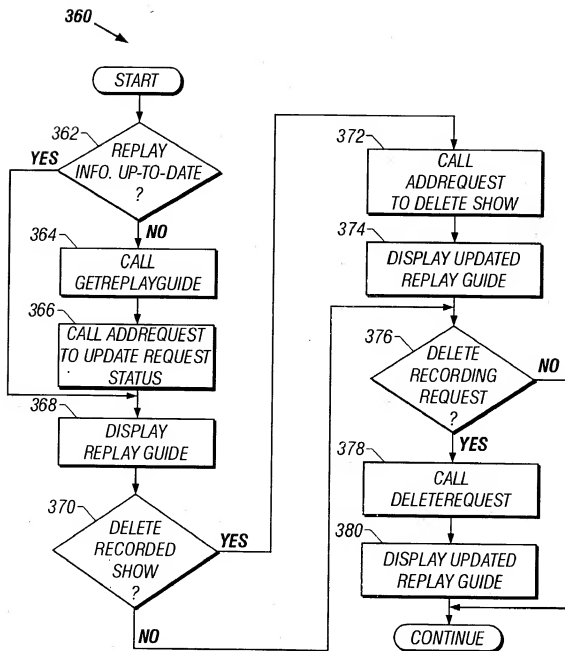 360
START
362
YES
REPLAY
INFO. UP-TO-DATE
?
NO
364
CALL
GETREPLAYGUIDE
366
CALL ADDREQUEST
TO UPDATE REQUEST
STATUS
368
DISPLAY
REPLAY GUIDE
370
DELETE
RECORDED
SHOW
?
YES
NO
372
CALL
ADDREQUEST
TO DELETE SHOW
374
DISPLAY UPDATED
REPLAY GUIDE
376
DELETE
RECORDING
REQUEST
?
NO
YES
378
CALL
DELETEREQUEST
380
DISPLAY UPDATED
REPLAY GUIDE
CONTINUE